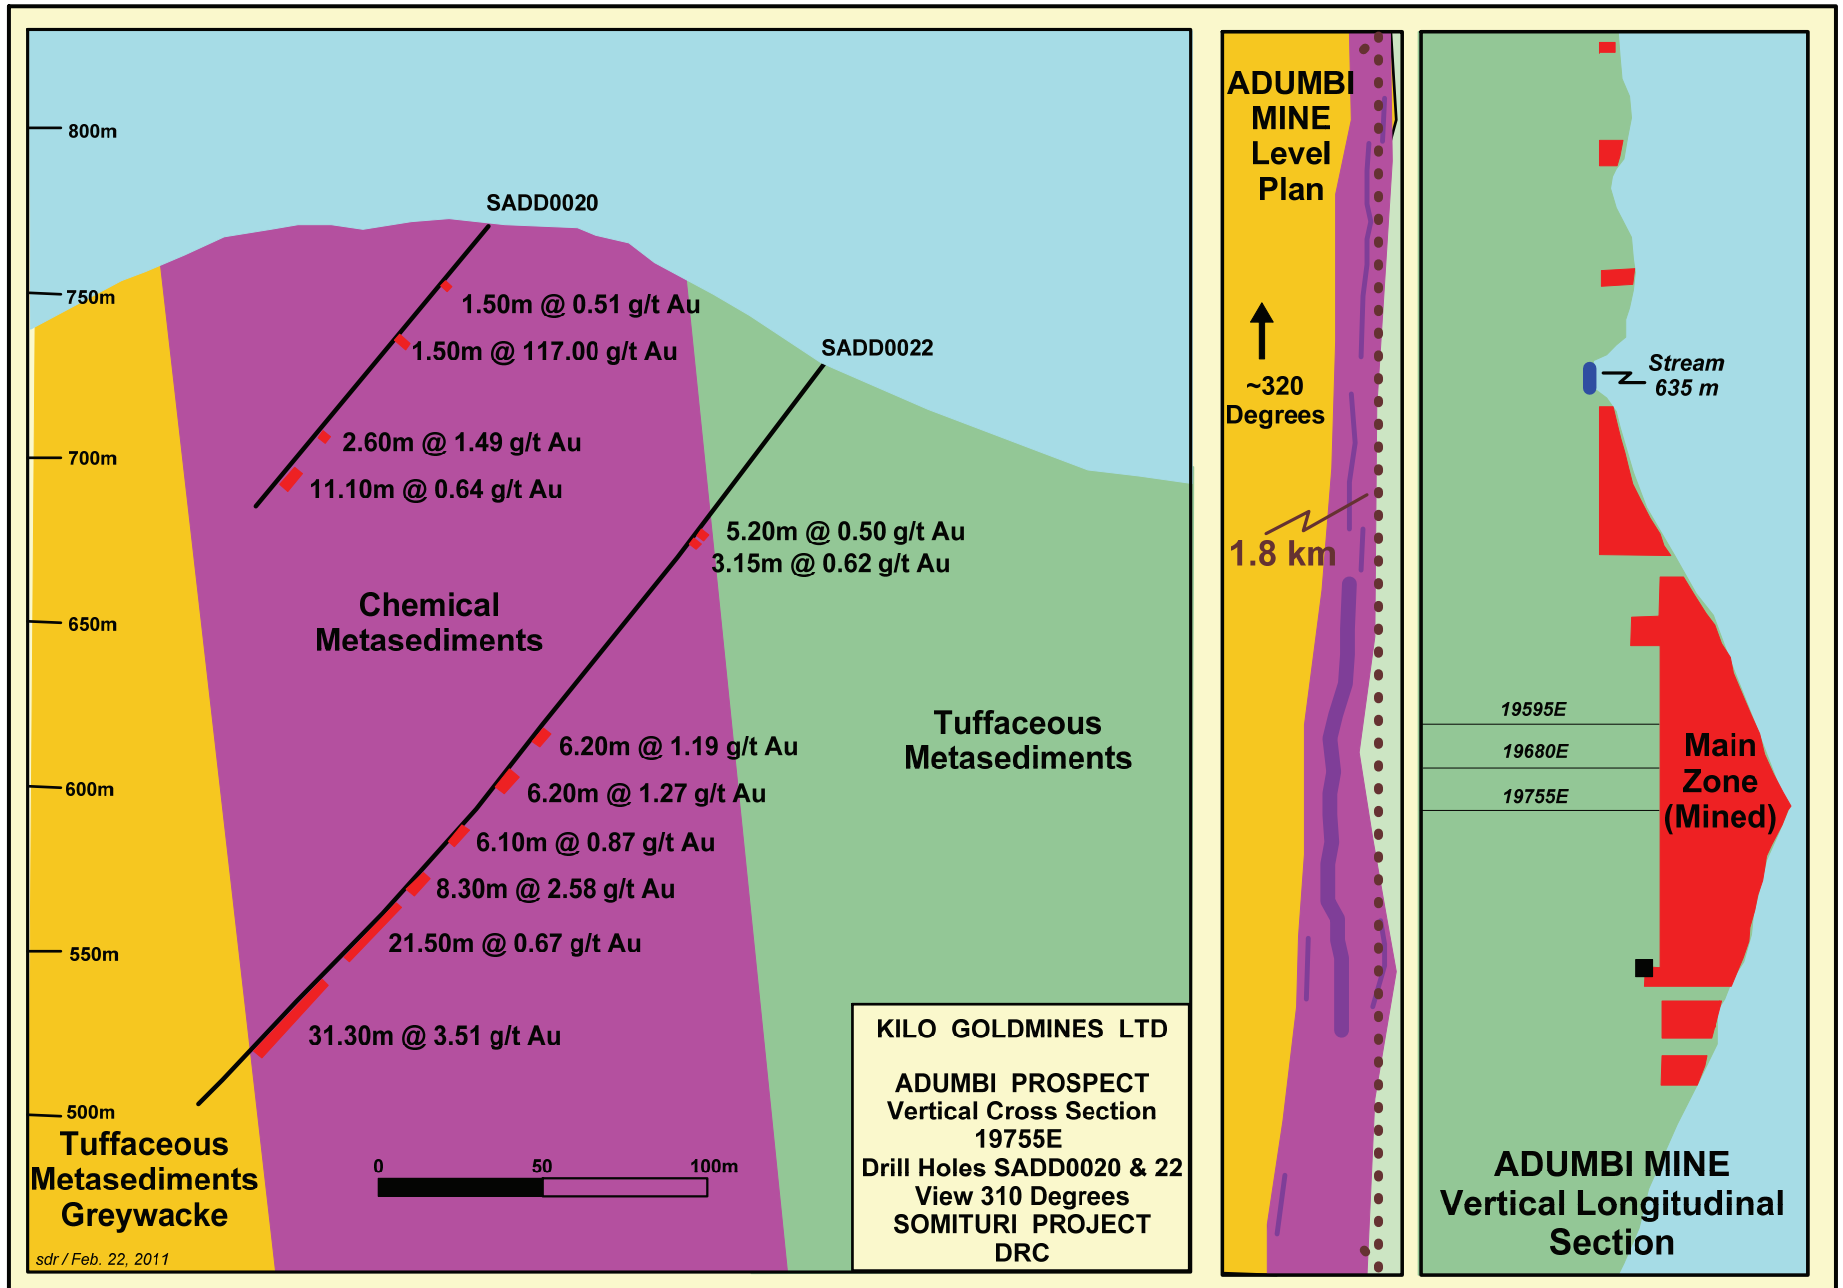 800m
750m
700m
650m
600m
550m
500m
SADD0020
1.50m @ 0.51 g/t Au
1.50m @ 117.00 g/t Au
2.60m @ 1.49 g/t Au
11.10m @ 0.64 g/t Au
SADD0022
5.20m @ 0.50 g/t Au
3.15m @ 0.62 g/t Au
6.20m @ 1.19 g/t Au
6.20m @ 1.27 g/t Au
6.10m @ 0.87 g/t Au
8.30m @ 2.58 g/t Au
21.50m @ 0.67 g/t Au
31.30m @ 3.51 g/t Au
Chemical
Metasediments
Tuffaceous
Metasediments
Tuffaceous
Metasediments
Greywacke
sdr / Feb. 22, 2011
0 50 100m
KILO GOLDMINES LTD
ADUMBI PROSPECT
Vertical Cross Section
19755E
Drill Holes SADD0020 & 22
View 310 Degrees
SOMITURI PROJECT
DRC
ADUMBI
MINE
Level
Plan
~320
Degrees
1.8 km
Stream
635 m
19595E
19680E
19755E
Main
Zone
(Mined)
ADUMBI MINE
Vertical Longitudinal
Section